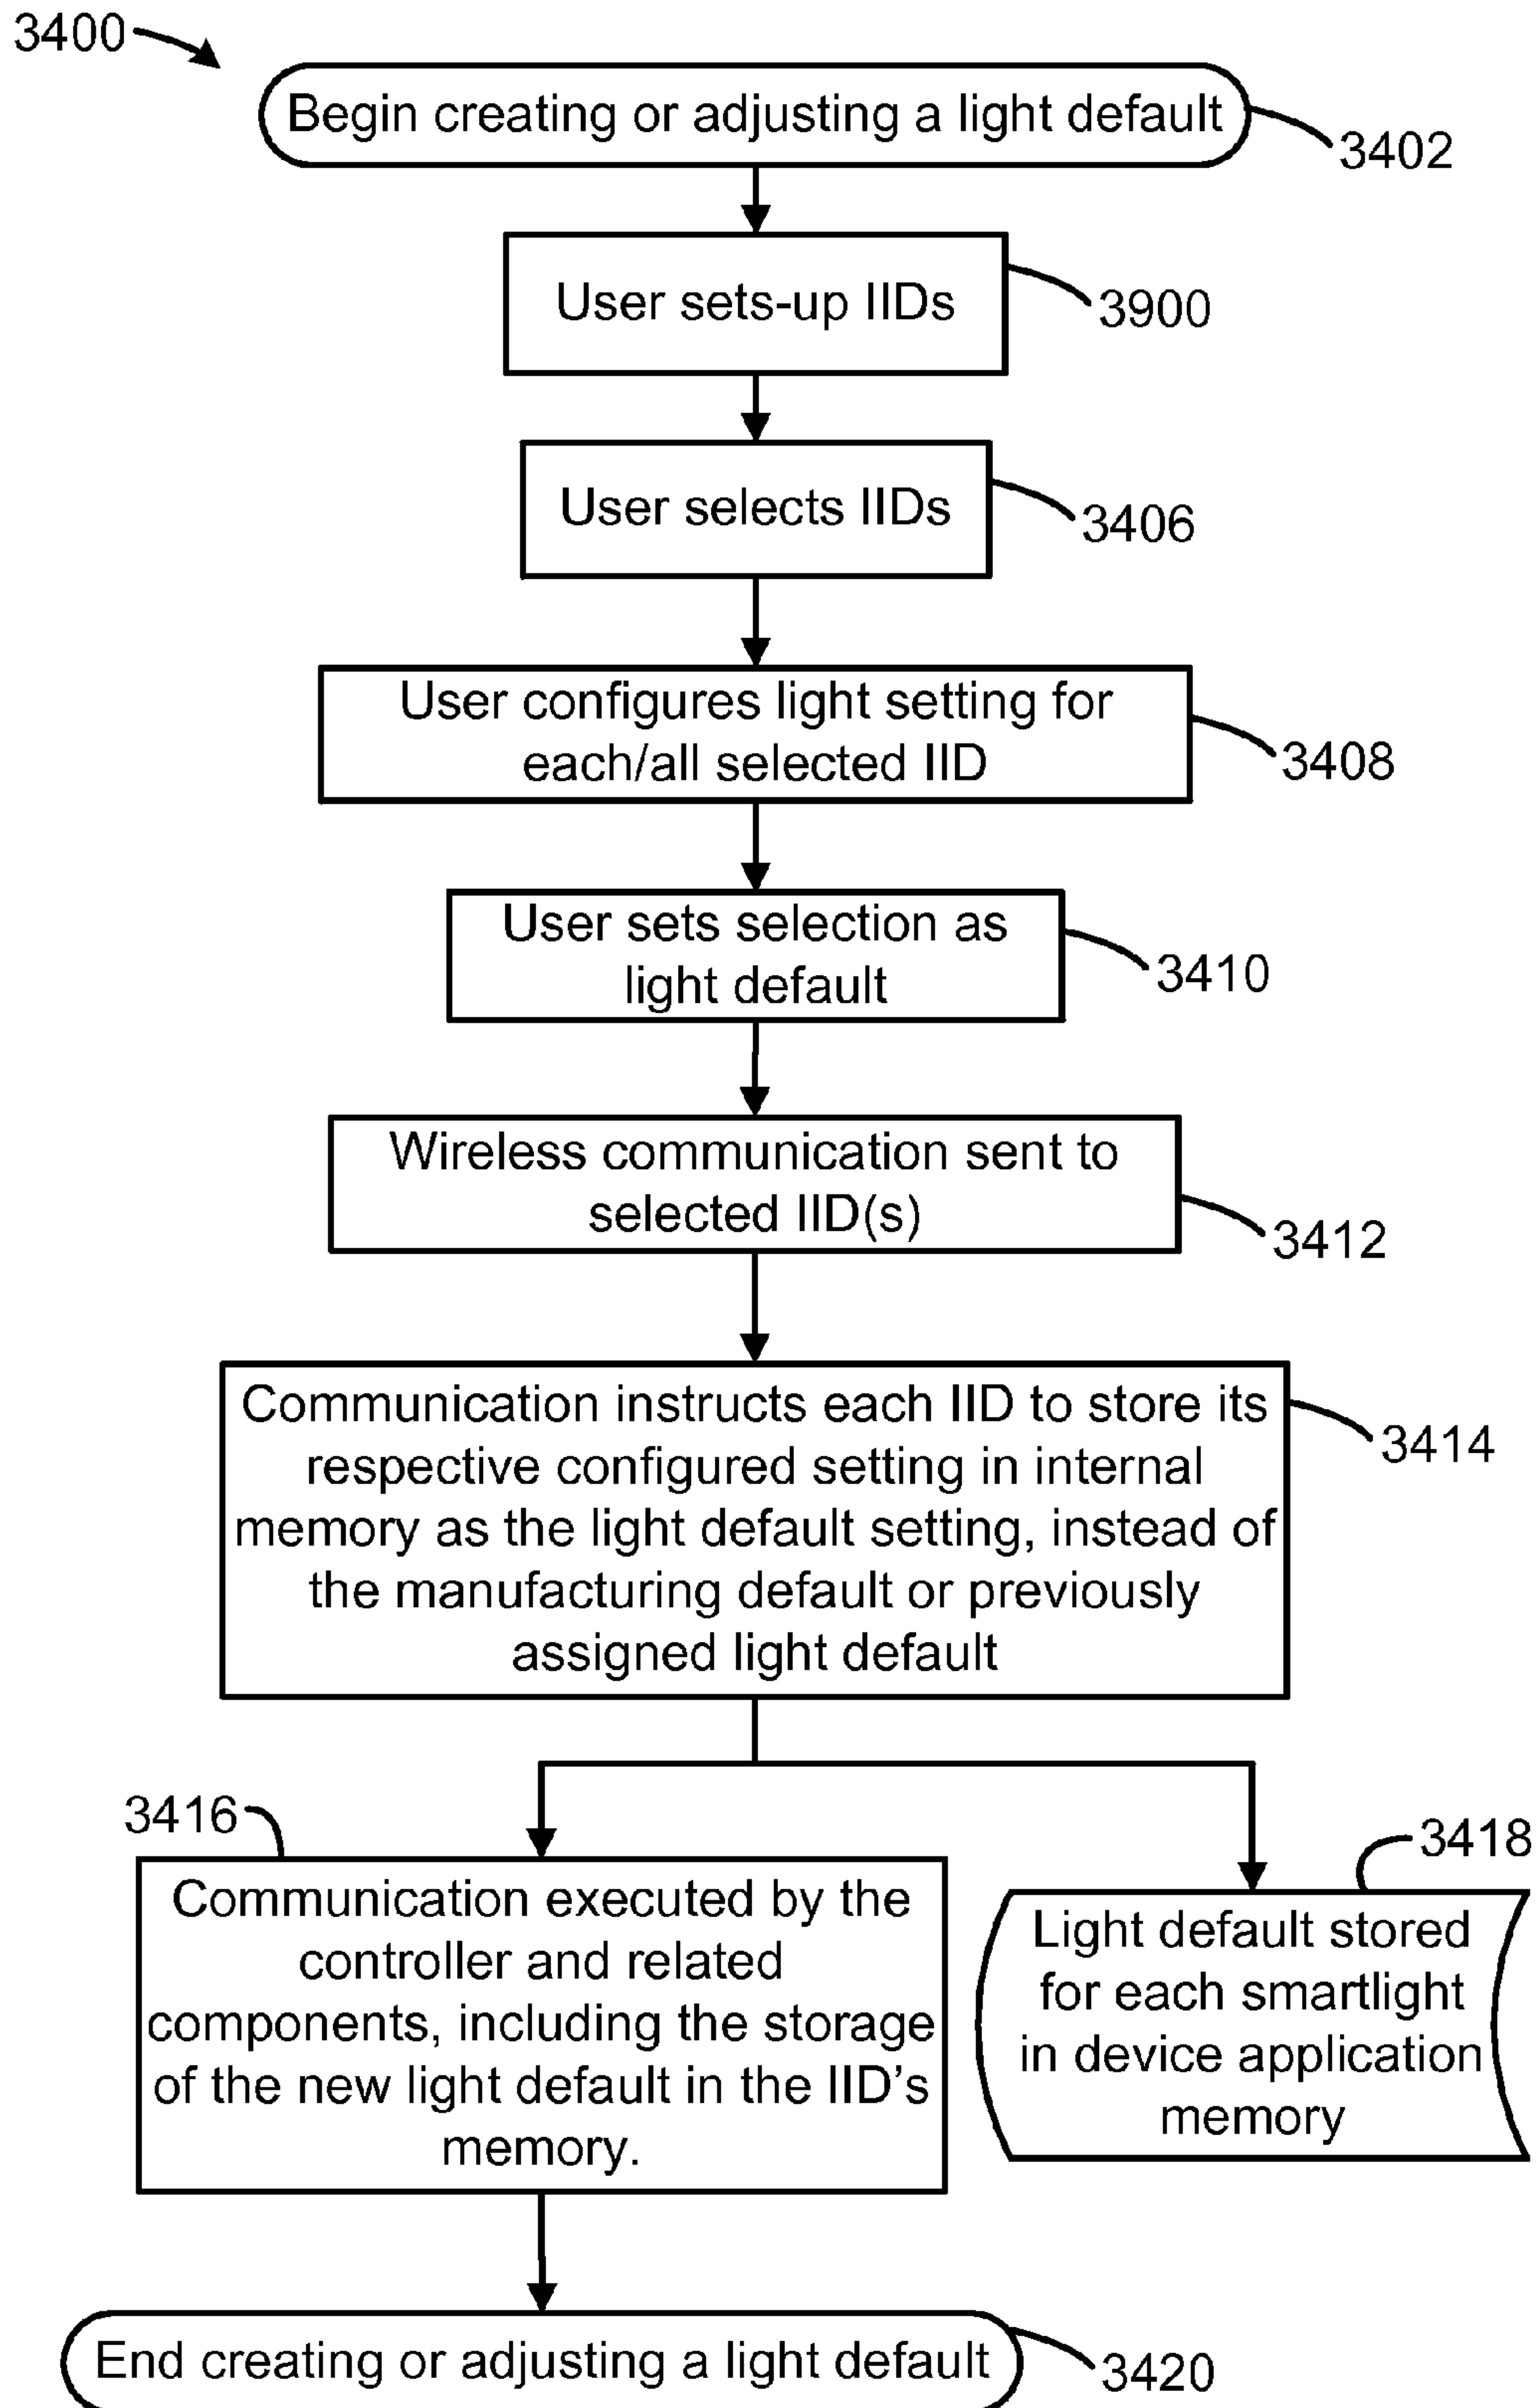 3400
Begin creating or adjusting a light default
3402
User sets-up IIDs
3900
User selects IIDs
3406
User configures light setting for
each/all selected IID
3408
User sets selection as
light default
3410
Wireless communication sent to
selected IID(s)
3412
Communication instructs each IID to store its
respective configured setting in internal
memory as the light default setting, instead of
the manufacturing default or previously
assigned light default
3414
3416
Communication executed by the
controller and related
components, including the storage
of the new light default in the IID's
memory.
3418
Light default stored
for each smartlight
in device application
memory
End creating or adjusting a light default
3420